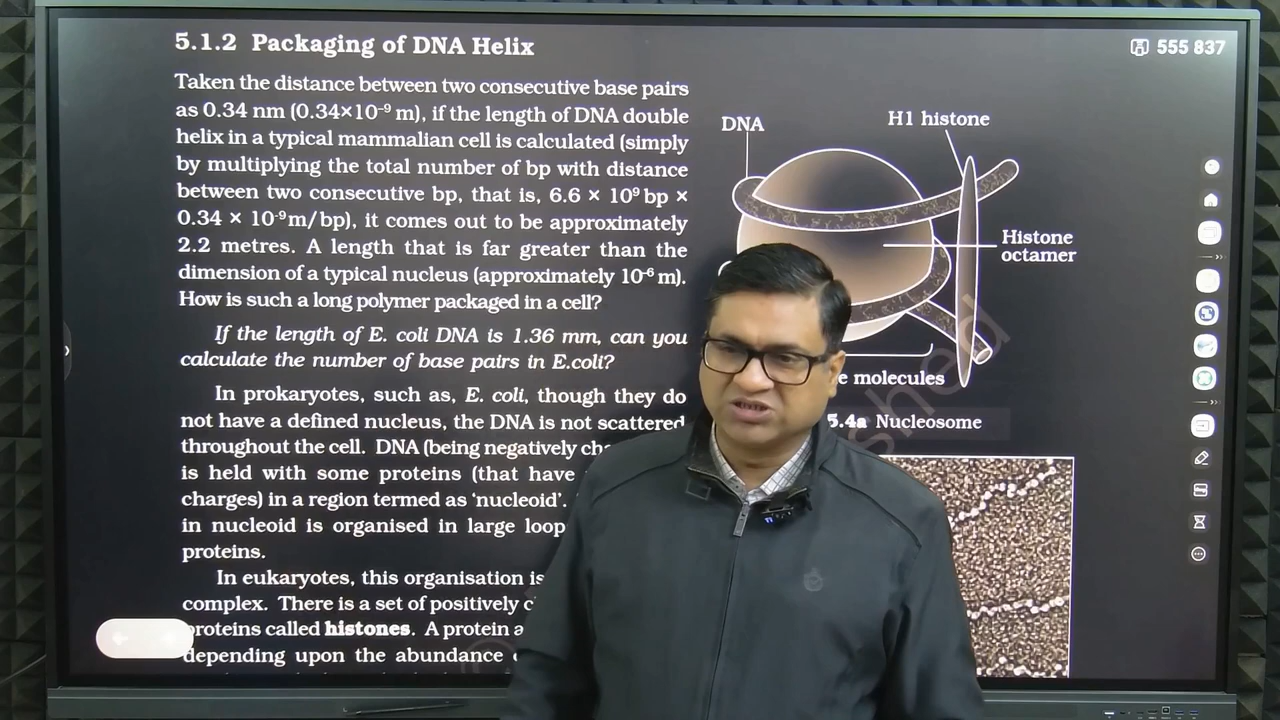 5.1.2 Packaging of DNA Helix
Taken the distance between two consecutive base pairs
as 0.34 nm (0.34×10⁻⁹ m), if the length of DNA double
helix in a typical mammalian cell is calculated (simply
by multiplying the total number of bp with distance
between two consecutive bp, that is, 6.6 × 10⁹ bp ×
0.34 × 10⁻⁹m/bp), it comes out to be approximately
2.2 metres. A length that is far greater than the
dimension of a typical nucleus (approximately 10⁻⁶ m).
How is such a long polymer packaged in a cell?
If the length of E. coli DNA is 1.36 mm, can you
calculate the number of base pairs in E.coli?
In prokaryotes, such as, E. coli, though they do
not have a defined nucleus, the DNA is not scattered
throughout the cell. DNA (being negatively
is held with some proteins (that have
charges) in a region termed as ‘nucleoid’.
in nucleoid is organised in large
proteins.
In eukaryotes, this organisation is
complex. There is a set of positively
proteins called histones. A protein
depending upon the abundance
555 837
DNA
H1 histone
Histone
octamer
molecules
5.4a Nucleosome
shed